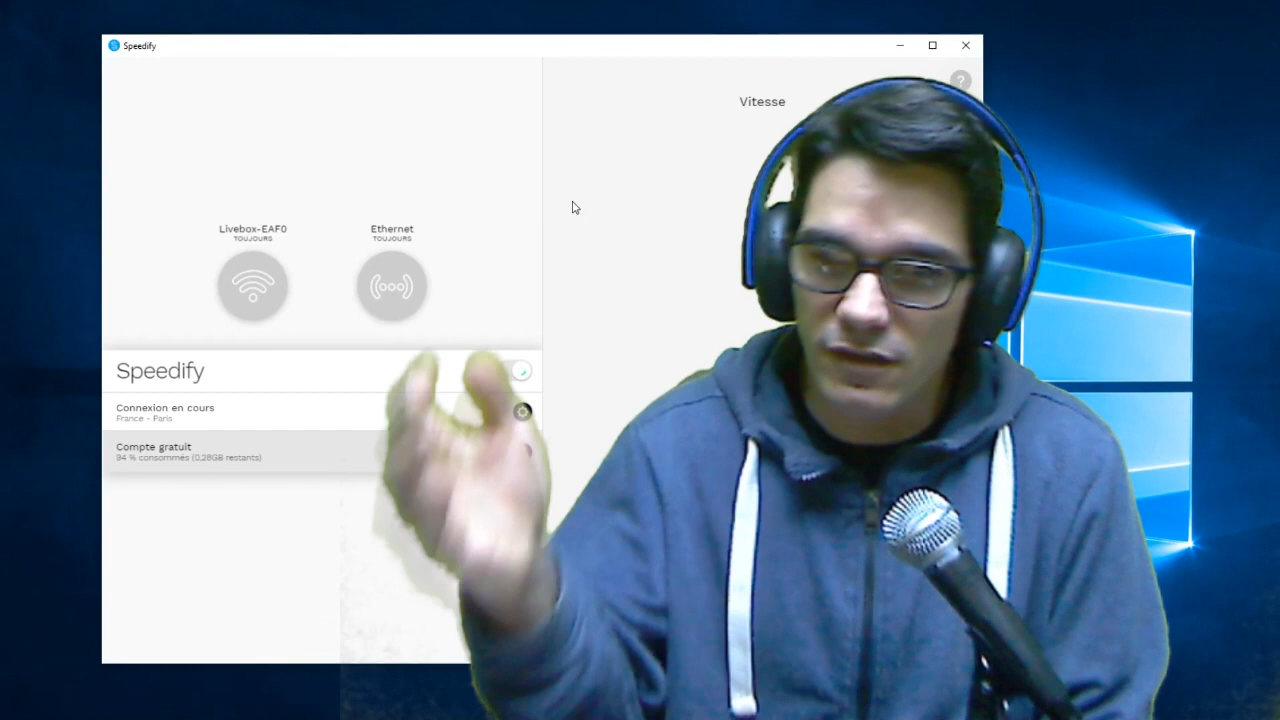 Speedify
?
Vitesse
Livebox-EAF0
TOUJOURS
Ethernet
TOUJOURS
Speedify
Connexion en cours
France - Paris
Compte gratuit
94 % consommés (0,28GB restants)